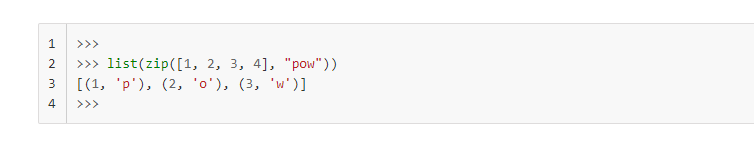 1 >>>
2 >>> list(zip([1, 2, 3, 4], "pow"))
3 [(1, 'p'), (2, 'o'), (3, 'w')]
4 >>>